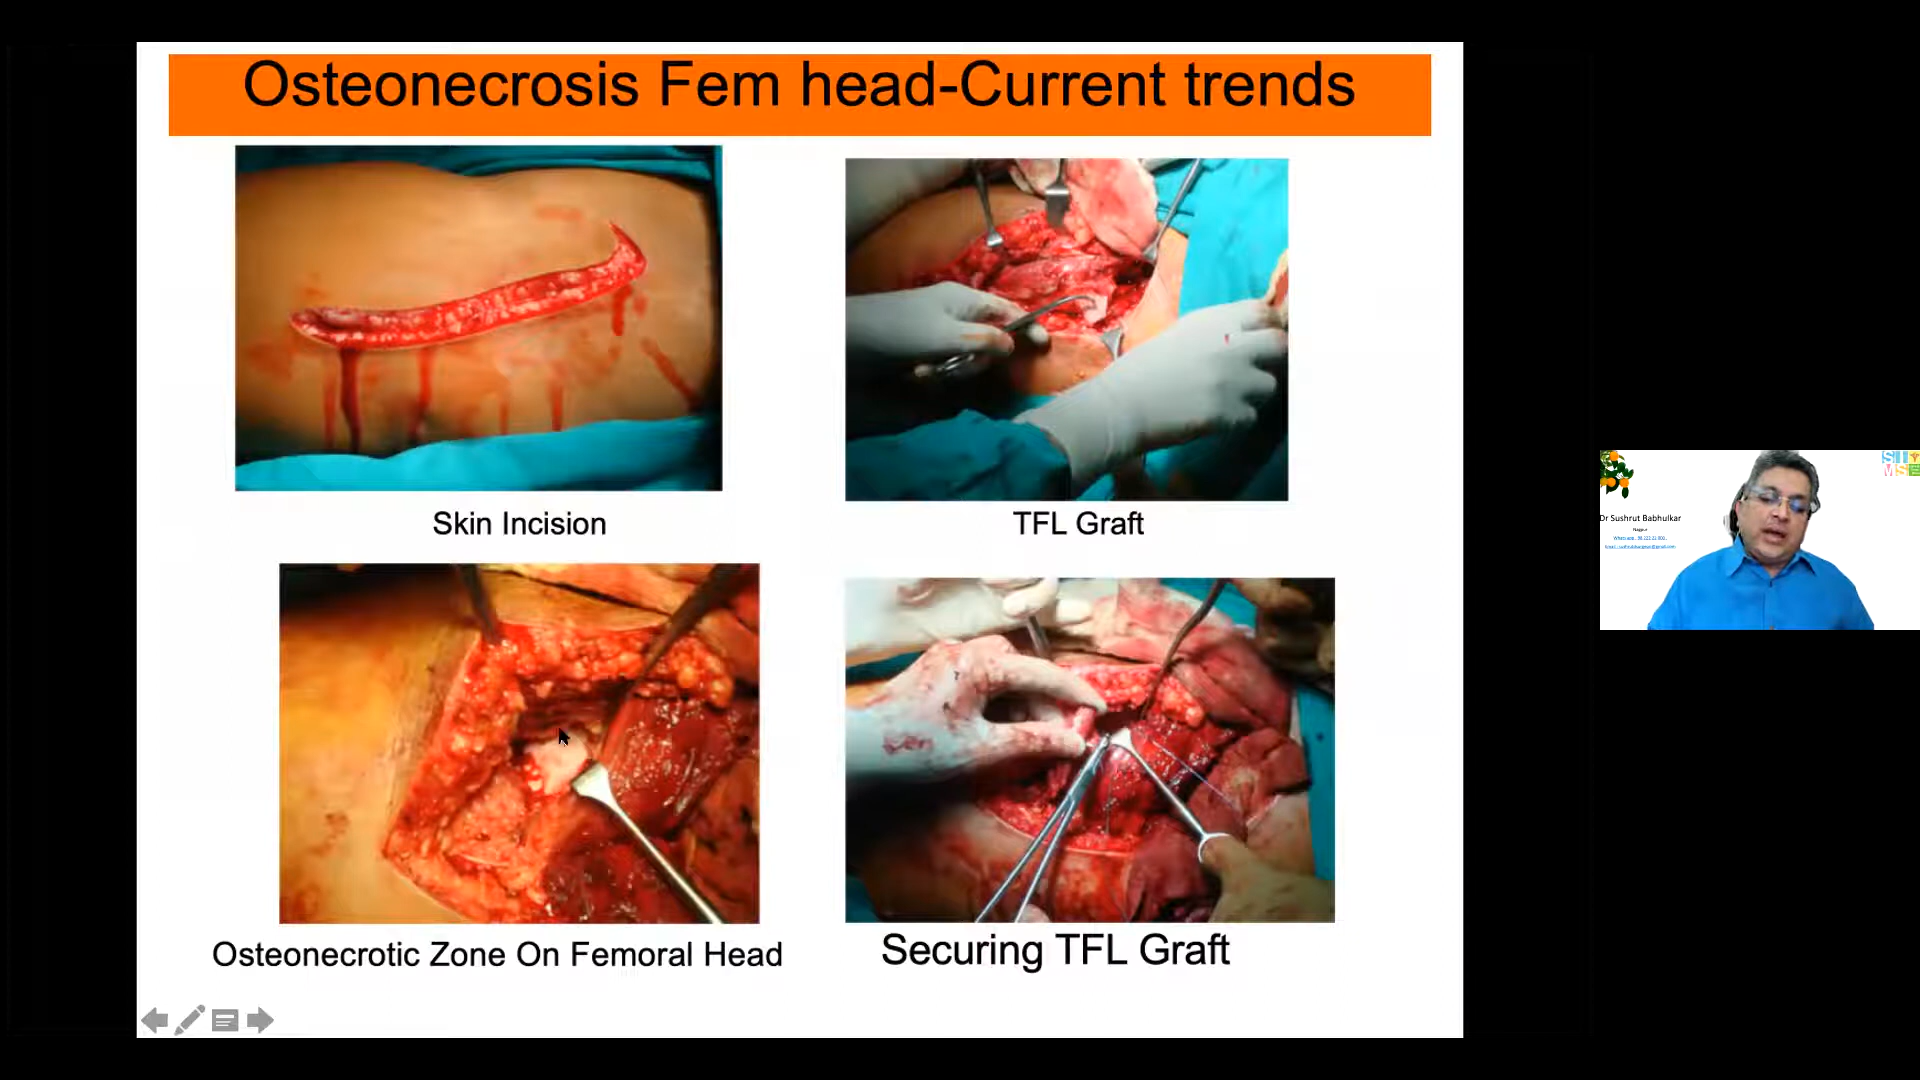 Osteonecrosis Fem head-Current trends
Skin Incision
TFL Graft
Osteonecrotic Zone On Femoral Head
Securing TFL Graft
Dr Sushrut Babhulkar
Nagpur